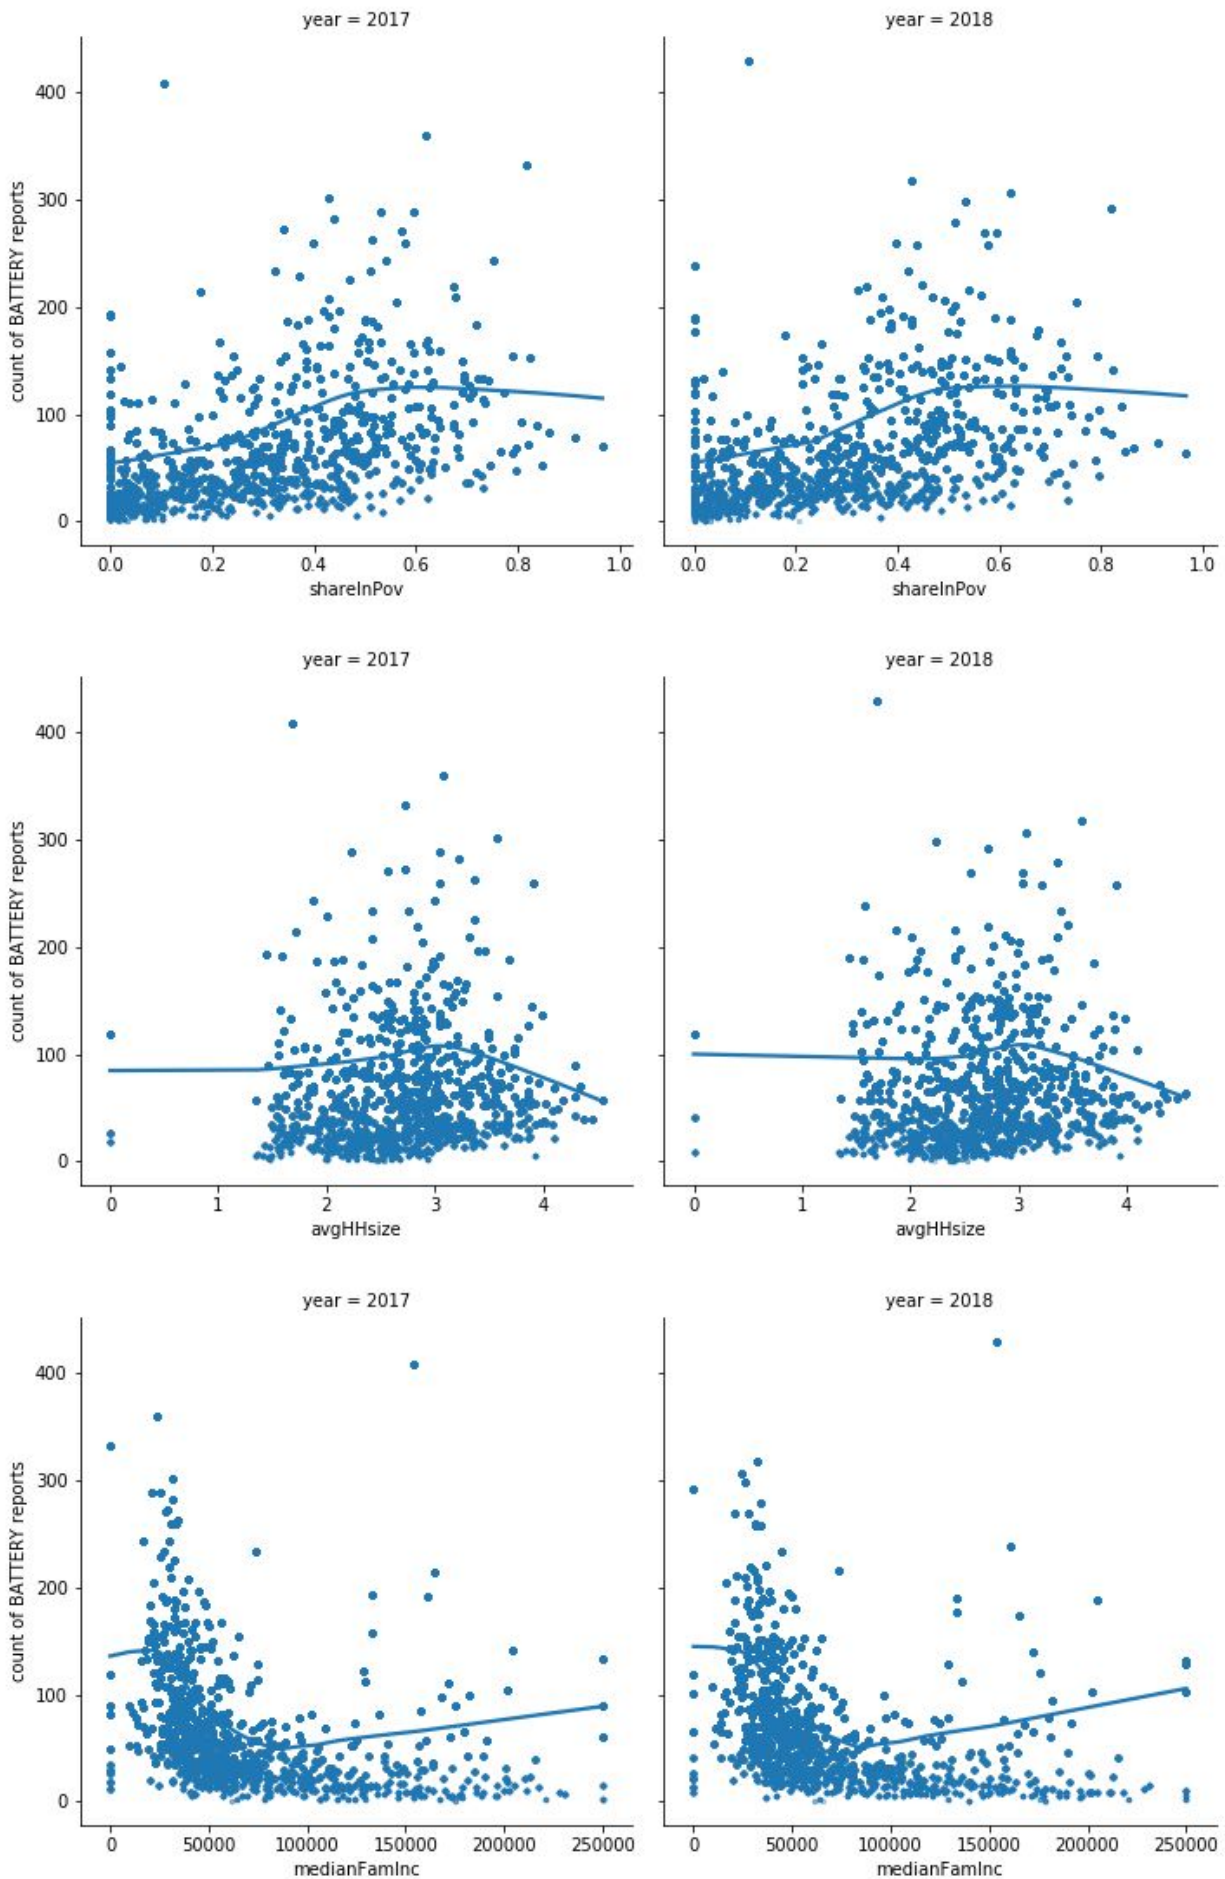 year = 2017 year = 2018
count of BATTERY reports
400
300
200
100
0
0.0 0.2 0.4 0.6 0.8 1.0 0.0 0.2 0.4 0.6 0.8 1.0
shareInPov shareInPov
year = 2017 year = 2018
count of BATTERY reports
400
300
200
100
0
0 1 2 3 4 0 1 2 3 4
avgHHsize avgHHsize
year = 2017 year = 2018
count of BATTERY reports
400
300
200
100
0
0 50000 100000 150000 200000 250000 0 50000 100000 150000 200000 250000
medianFamInc medianFamInc